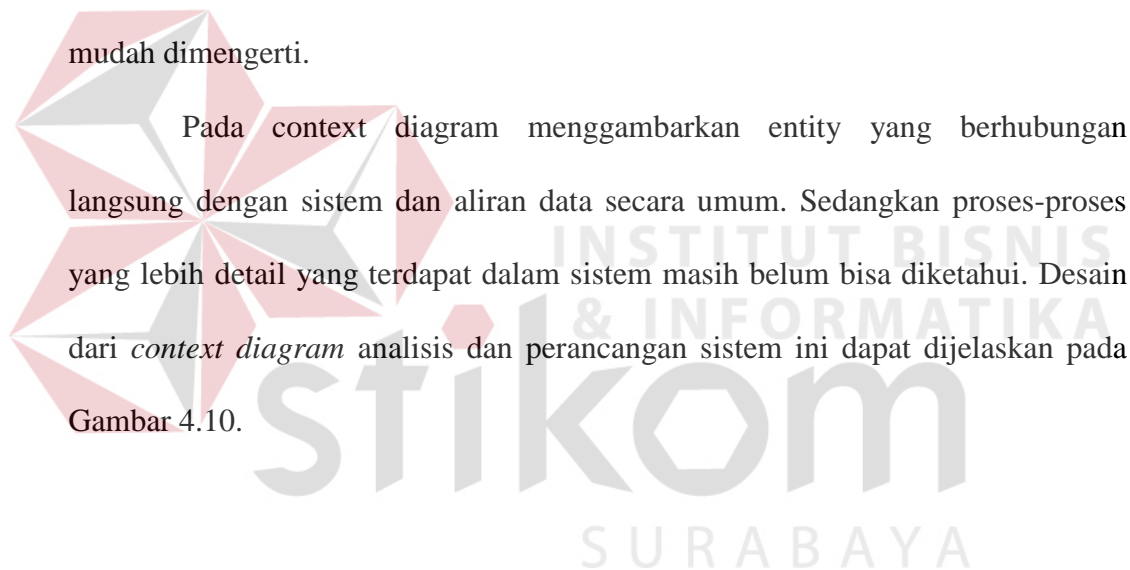 mudah dimengerti.
Pada context diagram menggambarkan entity yang berhubungan
langsung dengan sistem dan aliran data secara umum. Sedangkan proses-proses
INSTITUT BISNIS
yang lebih detail yang terdapat dalam sistem masih belum bisa diketahui. Desain
& INFORMATIKA
dari context diagram analisis dan perancangan sistem ini dapat dijelaskan pada
Gambar 4.10.
stikom
SURABAYA